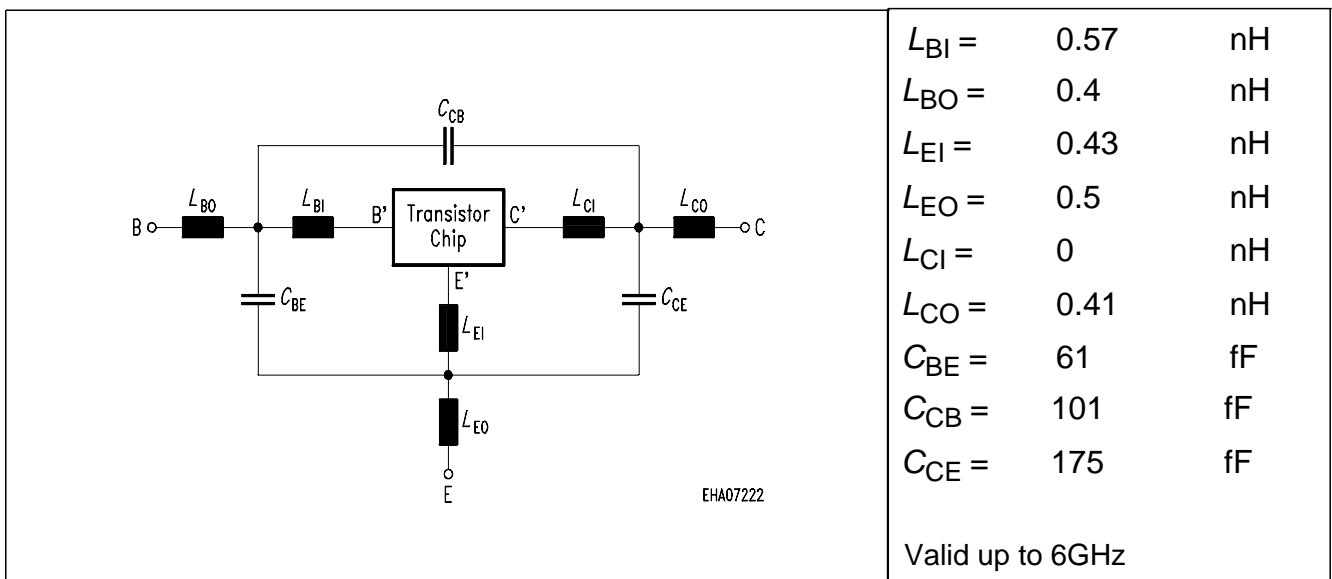 C_CB
L_BO
L_BI
B'
Transistor
Chip
C'
L_CI
L_CO
B
C
E'
C_BE
C_CE
L_EI
L_EO
E
EHA07222
L_BI = 0.57 nH
L_BO = 0.4 nH
L_EI = 0.43 nH
L_EO = 0.5 nH
L_CI = 0 nH
L_CO = 0.41 nH
C_BE = 61 fF
C_CB = 101 fF
C_CE = 175 fF
Valid up to 6GHz